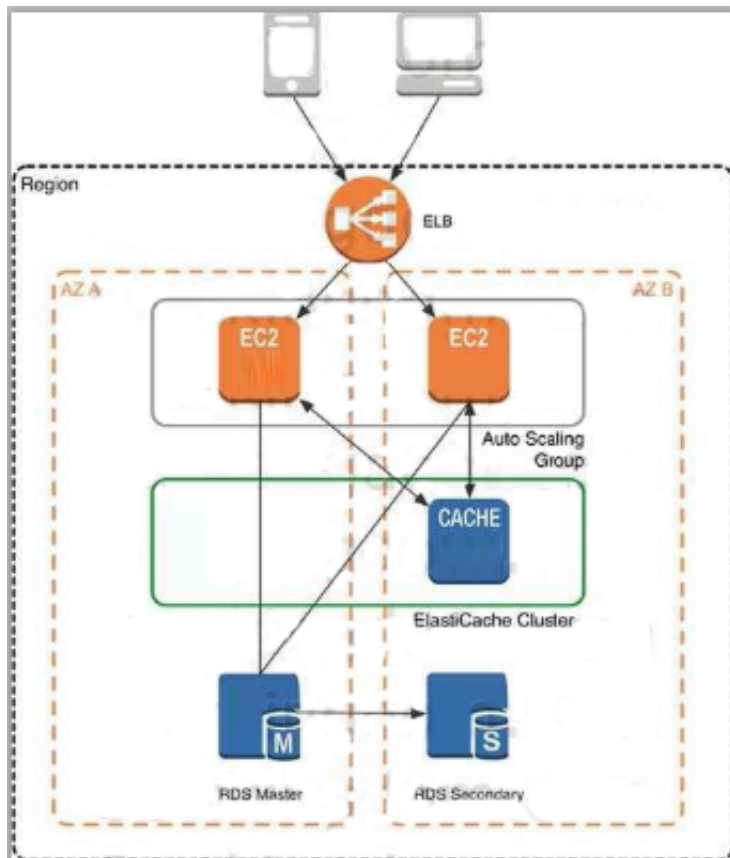 Region
ELB
AZ A
AZ B
EC2
EC2
Auto Scaling
Group
CACHE
ElastiCache Cluster
M
S
RDS Master
RDS Secondary